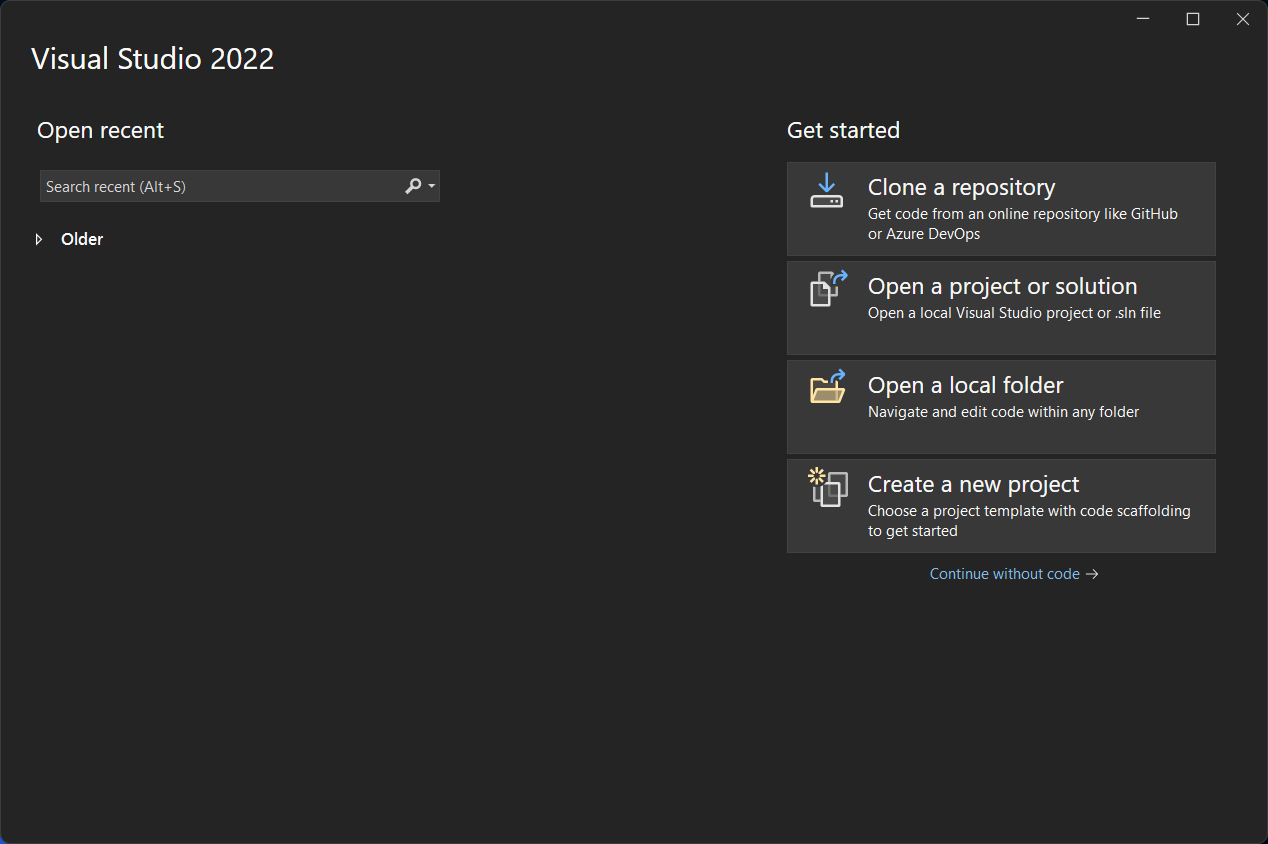 Visual Studio 2022
Open recent
Search recent (Alt+S)
Older
Get started
Clone a repository
Get code from an online repository like GitHub
or Azure DevOps
Open a project or solution
Open a local Visual Studio project or .sln file
Open a local folder
Navigate and edit code within any folder
Create a new project
Choose a project template with code scaffolding
to get started
Continue without code →